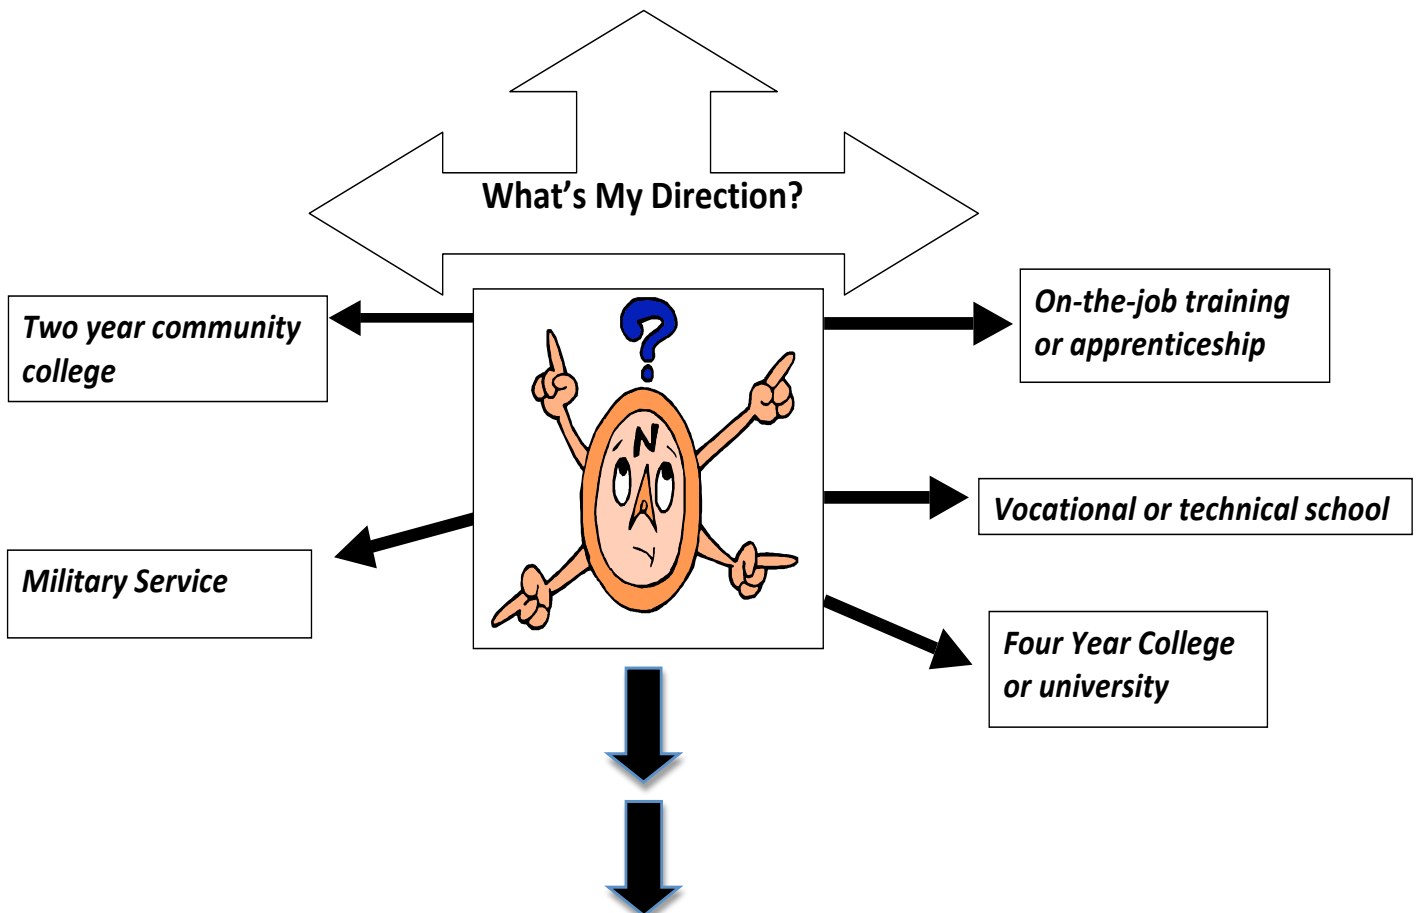 What's My Direction?
Two year community
college
On-the-job training
or apprenticeship
N
Vocational or technical school
Military Service
Four Year College
or university
?